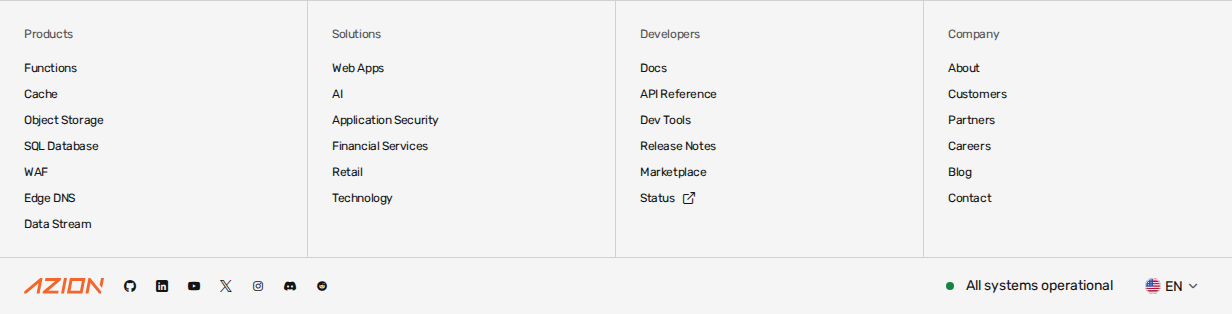 Products
Functions
Cache
Object Storage
SQL Database
WAF
Edge DNS
Data Stream
Solutions
Web Apps
AI
Application Security
Financial Services
Retail
Technology
Developers
Docs
API Reference
Dev Tools
Release Notes
Marketplace
Status
Company
About
Customers
Partners
Careers
Blog
Contact
AZION
All systems operational
EN